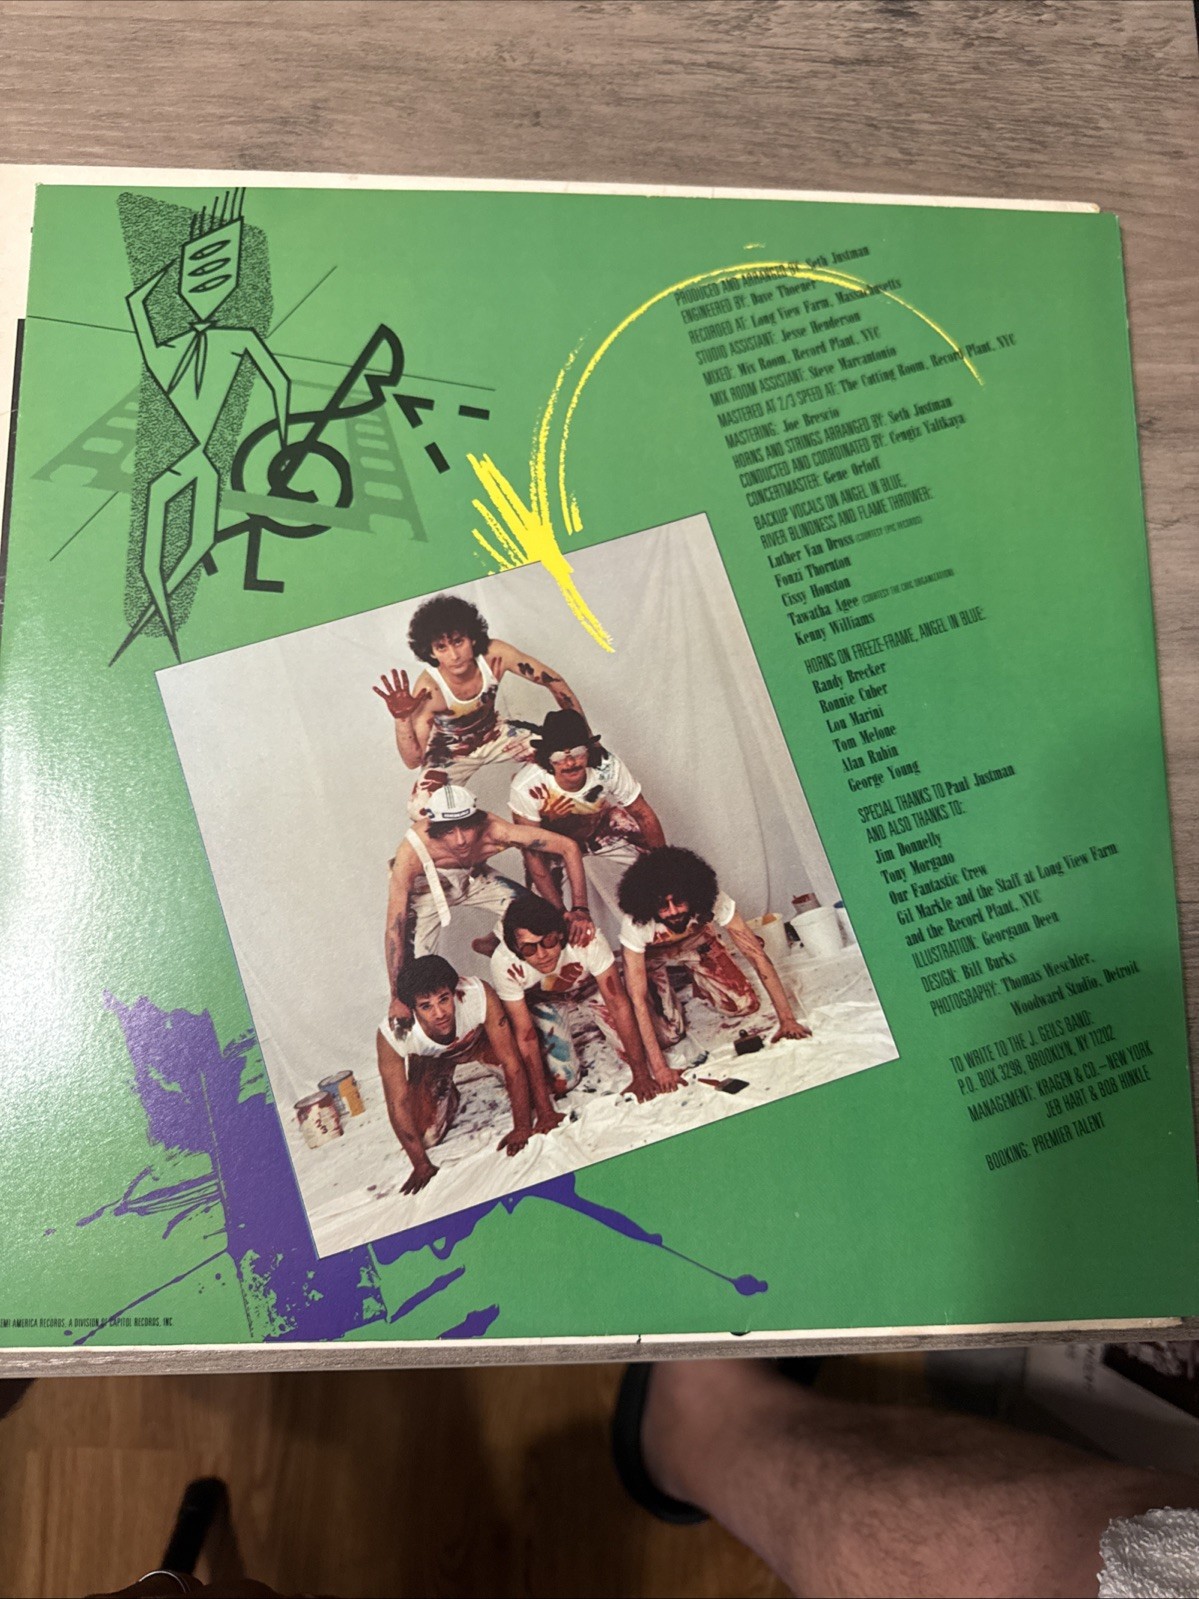 PRODUCED AND ARRANGED BY: Seth Justman
ENGINEERED BY: Dave Thoener
RECORDED AT: Long View Farm, Massachusetts
STUDIO ASSISTANT: Jesse Henderson
MIXED: Mix Room, Record Plant, NYC
MIX ROOM ASSISTANT: Steve Marcantonio
MASTERED AT 2/3 SPEED AT: The Cutting Room, Record Plant, NYC
MASTERING: Joe Brescio
HORNS AND STRINGS ARRANGED BY: Seth Justman
CONDUCTED AND COORDINATED BY: Cengiz Yaltkaya
CONCERTMASTER: Gene Orloff
BACKUP VOCALS ON ANGEL IN BLUE,
RIVER BLINDNESS AND FLAME THROWER:
Luther Van Dross (COURTESY EPIC RECORDS)
Fonzi Thornton
Cissy Houston
Tawatha Agee (COURTESY THE CHIC ORGANIZATION)
Kenny Williams
HORNS ON FREEZE-FRAME, ANGEL IN BLUE:
Randy Brecker
Ronnie Cuber
Lou Marini
Tom Melone
Alan Rubin
George Young
SPECIAL THANKS TO Paul Justman
AND ALSO THANKS TO:
Jim Donnelly
Tony Morgano
Our Fantastic Crew
Gil Markle and the Staff at Long View Farm
and the Record Plant, NYC
ILLUSTRATION: Georgann Deen
DESIGN: Bill Burks
PHOTOGRAPHY: Thomas Weschler,
Woodward Studio, Detroit
TO WRITE TO THE J. GEILS BAND:
P.O. BOX 3298, BROOKLYN, NY 11202
MANAGEMENT: KRAGEN & CO.—NEW YORK
JEB HART & BOB HINKLE
BOOKING: PREMIER TALENT
EMI AMERICA RECORDS, A DIVISION OF CAPITOL RECORDS, INC.